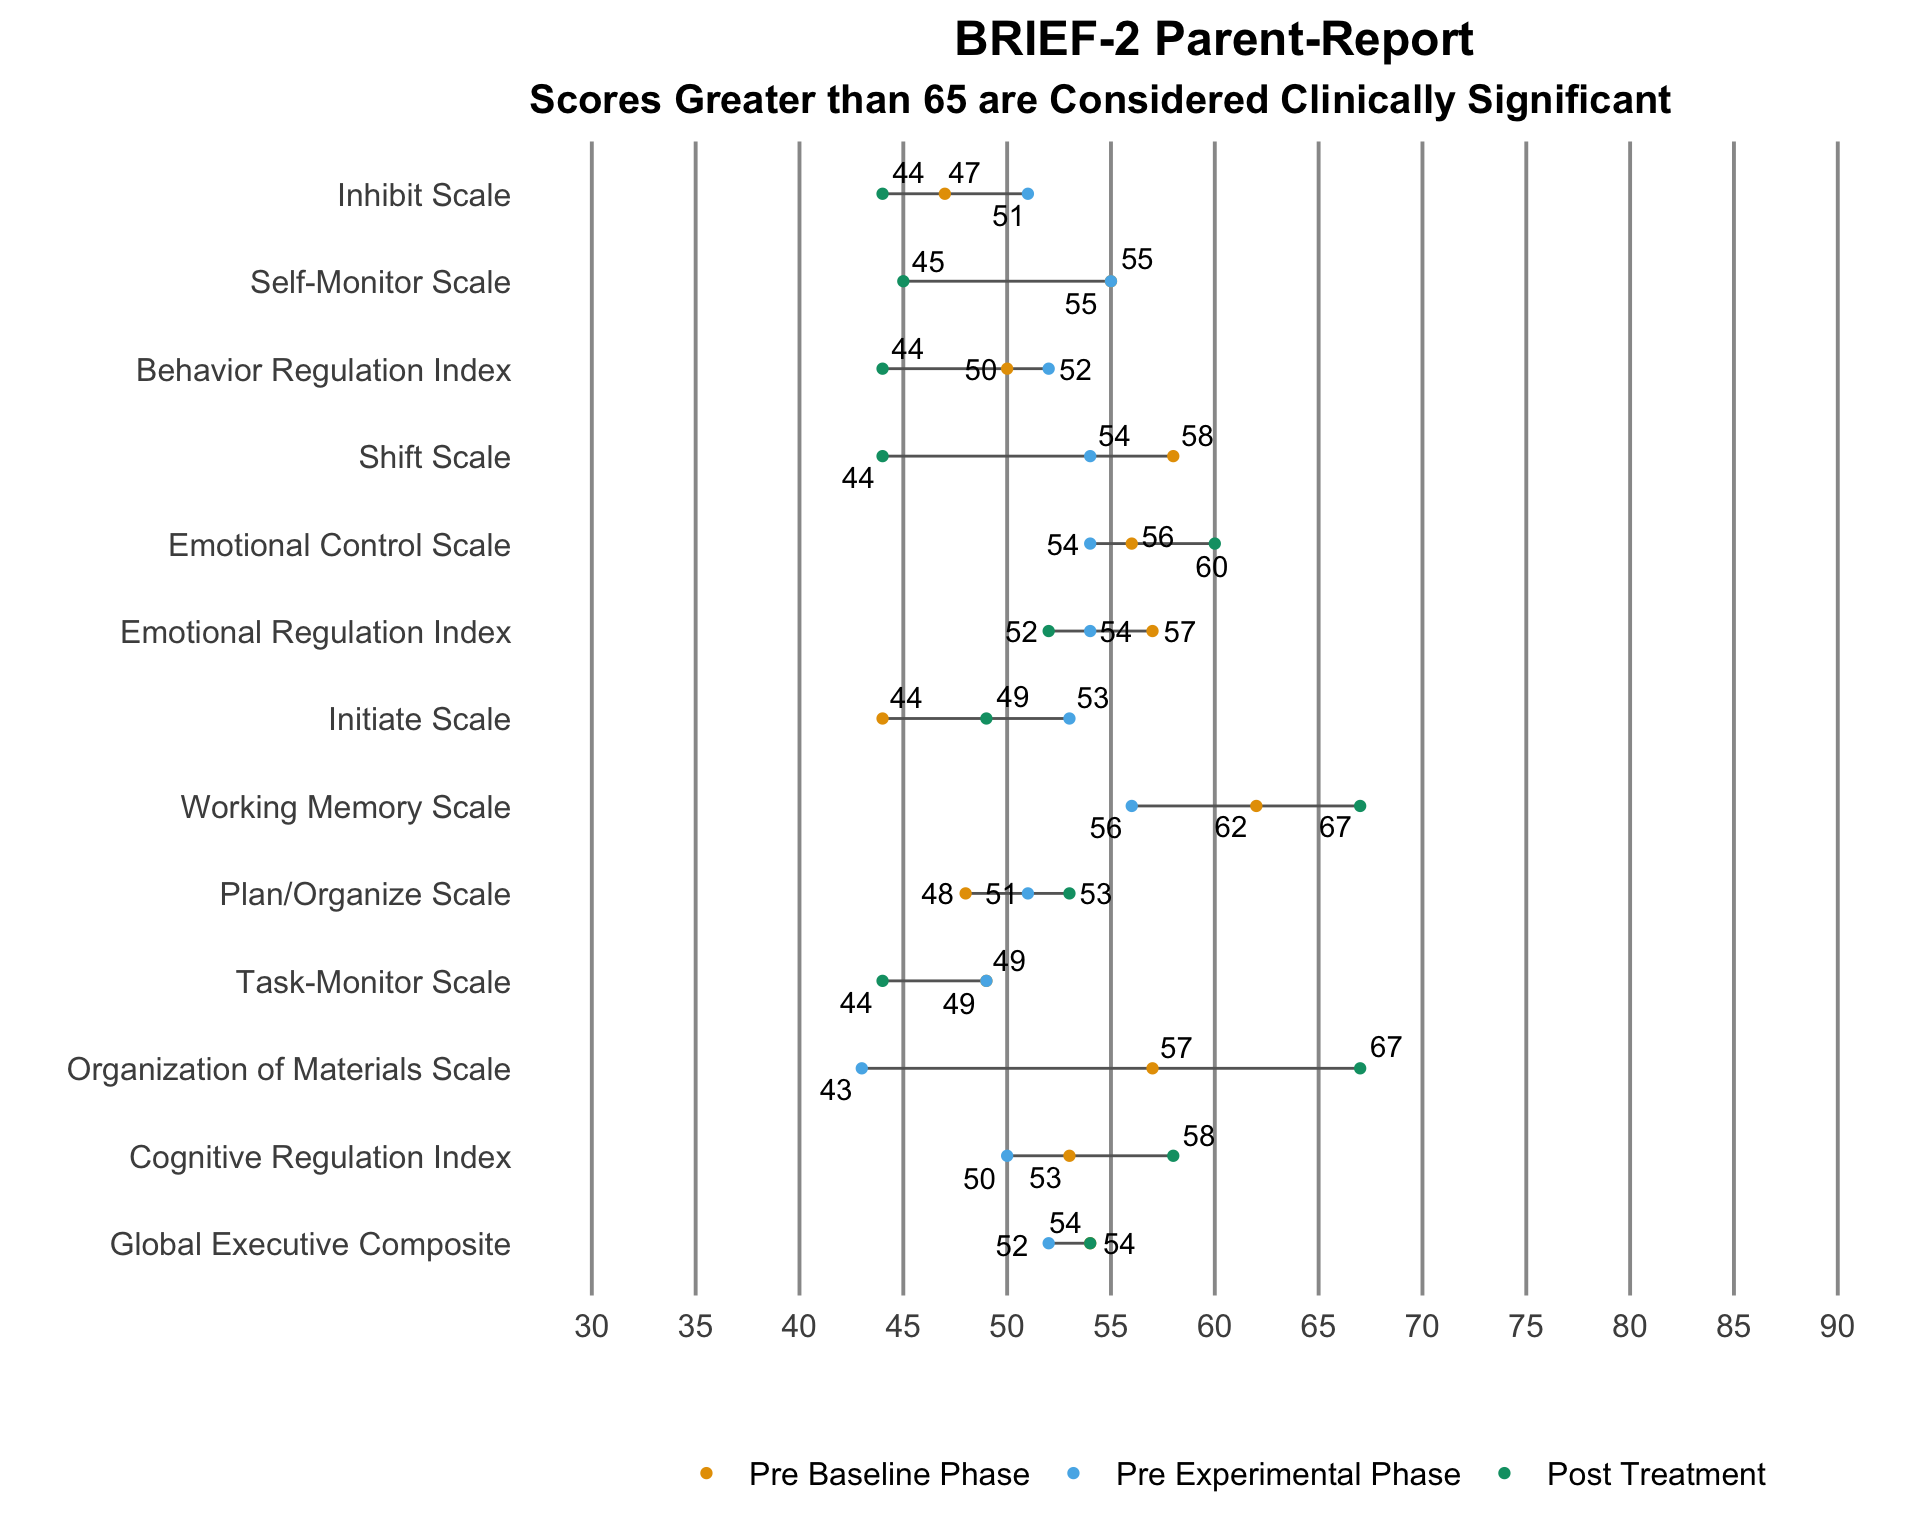 BRIEF-2 Parent-Report
Scores Greater than 65 are Considered Clinically Significant
Inhibit Scale 44 47 51
Self-Monitor Scale 45 55 55
Behavior Regulation Index 44 50 52
Shift Scale 44 54 58
Emotional Control Scale 54 56 60
Emotional Regulation Index 52 54 57
Initiate Scale 44 49 53
Working Memory Scale 56 62 67
Plan/Organize Scale 48 51 53
Task-Monitor Scale 44 49 49
Organization of Materials Scale 43 57 67
Cognitive Regulation Index 50 53 58
Global Executive Composite 52 54 54
30 35 40 45 50 55 60 65 70 75 80 85 90
Pre Baseline Phase Pre Experimental Phase Post Treatment